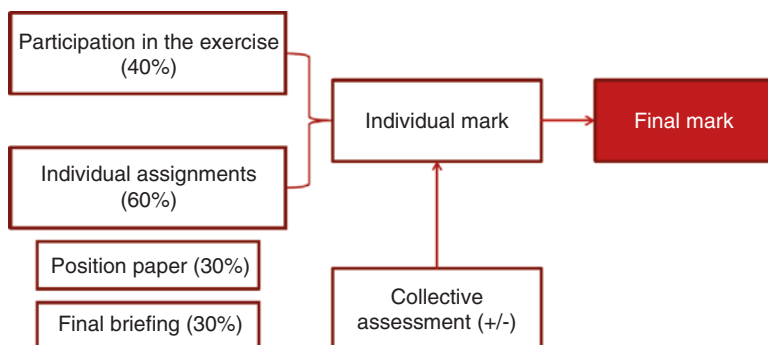 Participation in the exercise
(40%)
Individual assignments
(60%)
Position paper (30%)
Final briefing (30%)
Individual mark
Collective
assessment (+/-)
Final mark